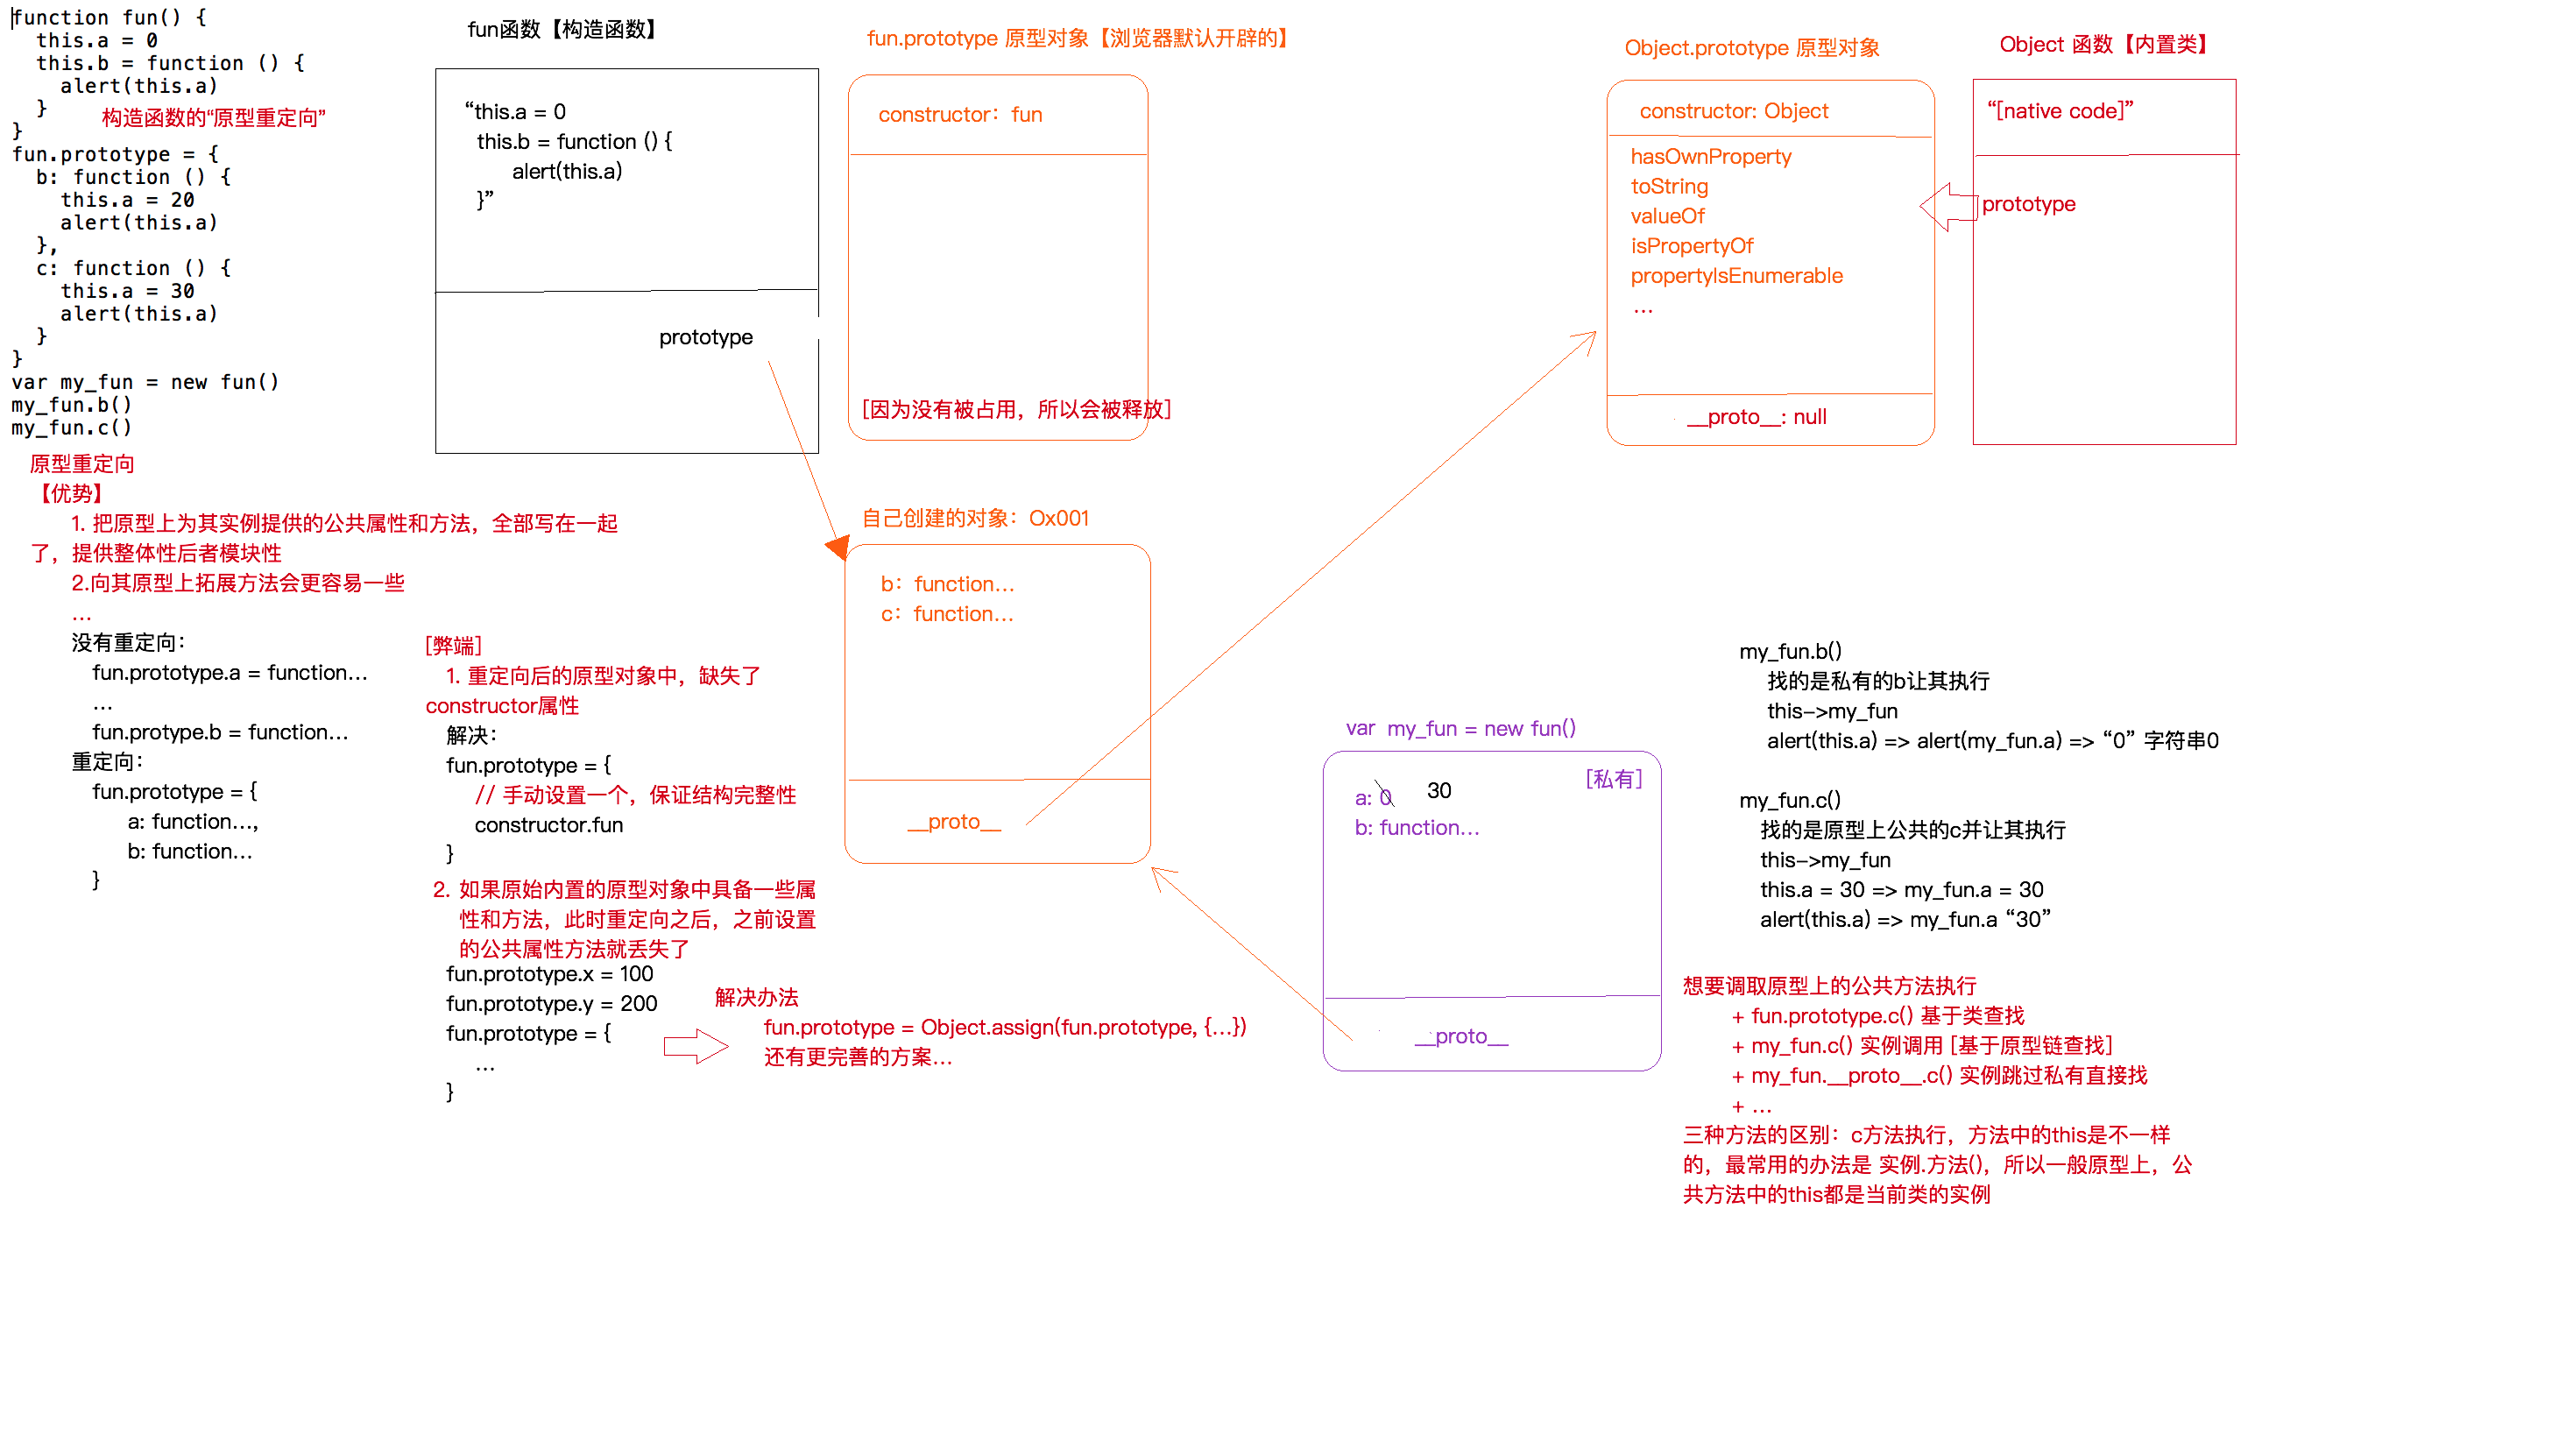 function fun() {
this.a = 0
this.b = function () {
alert(this.a)
}
构造函数的“原型重定向”
}
fun.prototype = {
b: function () {
this.a = 20
alert(this.a)
},
c: function () {
this.a = 30
alert(this.a)
}
}
var my_fun = new fun()
my_fun.b()
my_fun.c()
fun函数【构造函数】
“this.a = 0
this.b = function () {
alert(this.a)
}”
prototype
fun.prototype 原型对象【浏览器默认开辟的】
constructor：fun
[因为没有被占用，所以会被释放]
Object.prototype 原型对象
constructor: Object
hasOwnProperty
toString
valueOf
isPropertyOf
propertyIsEnumerable
...
__proto__: null
Object 函数【内置类】
“[native code]”
prototype
原型重定向
【优势】
1. 把原型上为其实例提供的公共属性和方法，全部写在一起
了，提供整体性后者模块性
2.向其原型上拓展方法会更容易一些
...
没有重定向：
fun.prototype.a = function...
...
fun.protype.b = function...
重定向：
fun.prototype = {
a: function...,
b: function...
}
[弊端]
1. 重定向后的原型对象中，缺失了
constructor属性
解决：
fun.prototype = {
// 手动设置一个，保证结构完整性
constructor.fun
}
2. 如果原始内置的原型对象中具备一些属
性和方法，此时重定向之后，之前设置
的公共属性方法就丢失了
fun.prototype.x = 100
fun.prototype.y = 200
fun.prototype = {
...
}
解决办法
fun.prototype = Object.assign(fun.prototype, {...})
还有更完善的方案...
自己创建的对象：Ox001
b：function...
c：function...
__proto__
var my_fun = new fun()
[私有]
a: 0 30
b: function...
__proto__
my_fun.b()
找的是私有的b让其执行
this->my_fun
alert(this.a) => alert(my_fun.a) => “0” 字符串0
my_fun.c()
找的是原型上公共的c并让其执行
this->my_fun
this.a = 30 => my_fun.a = 30
alert(this.a) => my_fun.a “30”
想要调取原型上的公共方法执行
+ fun.prototype.c() 基于类查找
+ my_fun.c() 实例调用 [基于原型链查找]
+ my_fun.__proto__.c() 实例跳过私有直接找
+ ...
三种方法的区别：c方法执行，方法中的this是不一样
的，最常用的办法是 实例.方法()，所以一般原型上，公
共方法中的this都是当前类的实例